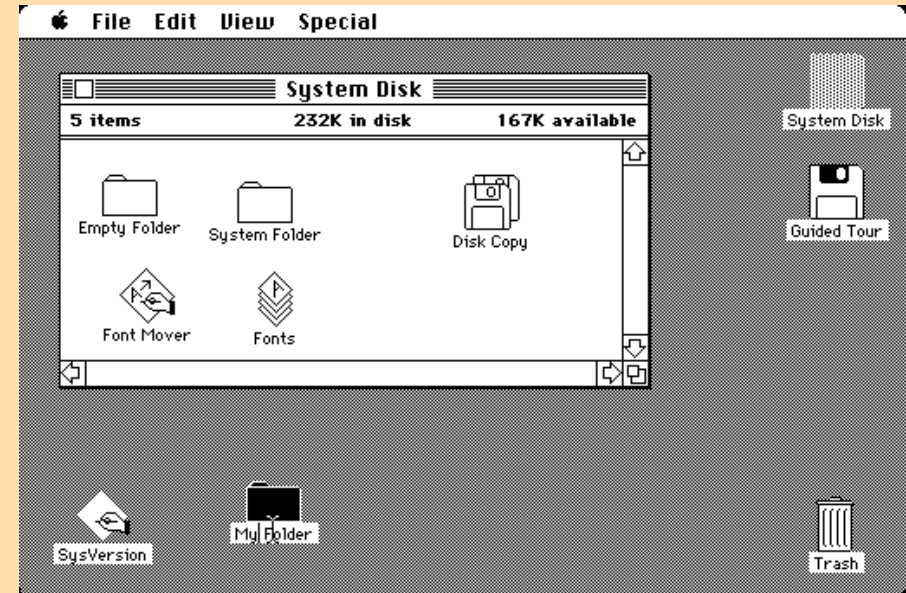 File Edit View Special
System Disk
5 items 232K in disk 167K available
System Disk
Empty Folder System Folder Disk Copy
Guided Tour
Font Mover Fonts
My Folder
SysVersion
Trash